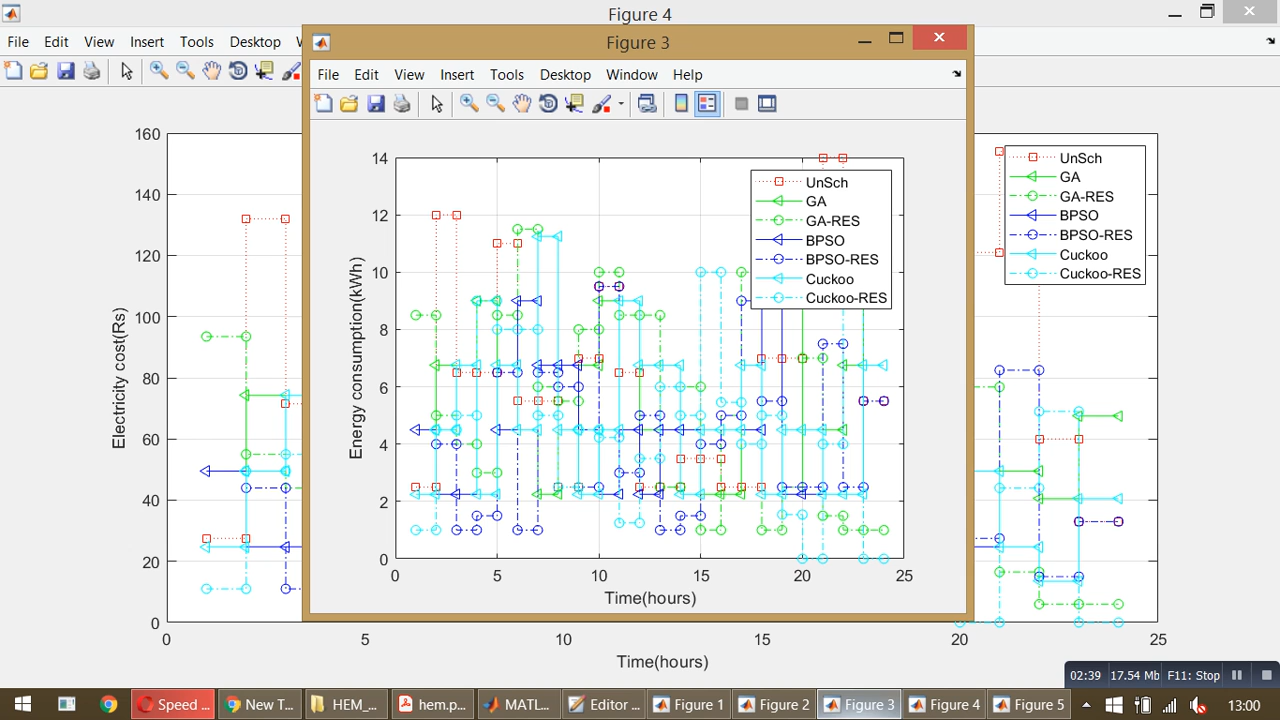 Figure 4
File Edit View Insert Tools Desktop
Figure 3
File Edit View Insert Tools Desktop Window Help
160
140
120
100
80
60
40
20
0
Electricity cost(Rs)
0 5 10 15 20 25
Time(hours)
14
12
10
8
6
4
2
0
Energy consumption(kWh)
0 5 10 15 20 25
Time(hours)
UnSch
GA
GA-RES
BPSO
BPSO-RES
Cuckoo
Cuckoo-RES
UnSch
GA
GA-RES
BPSO
BPSO-RES
Cuckoo
Cuckoo-RES
02:39 17.54 Mb F11: Stop
Speed ... New T... HEM_... hem.p... MATL... Editor ... Figure 1 Figure 2 Figure 3 Figure 4 Figure 5 13:00